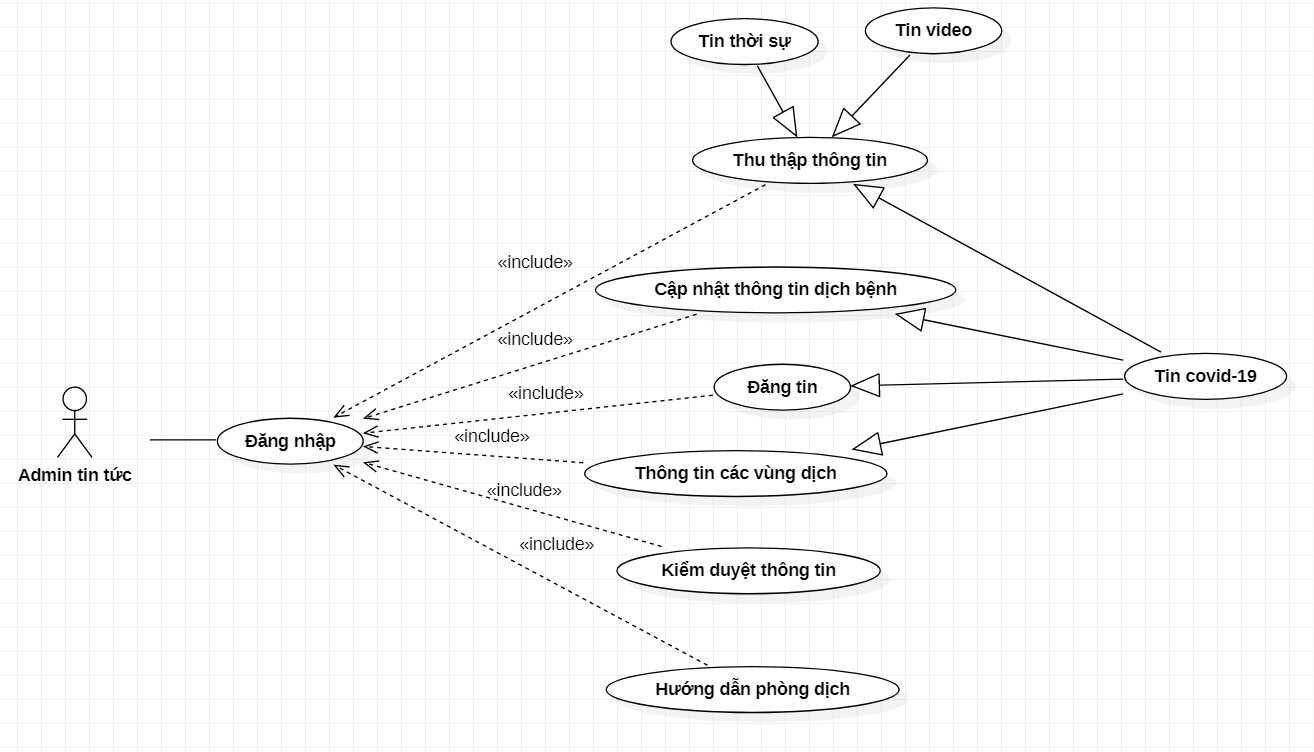 Tin thời sự
Tin video
Thu thập thông tin
«include»
Cập nhật thông tin dịch bệnh
«include»
Tin covid-19
Đăng tin
«include»
«include»
Đăng nhập
Admin tin tức
Thông tin các vùng dịch
«include»
«include»
Kiểm duyệt thông tin
Hướng dẫn phòng dịch